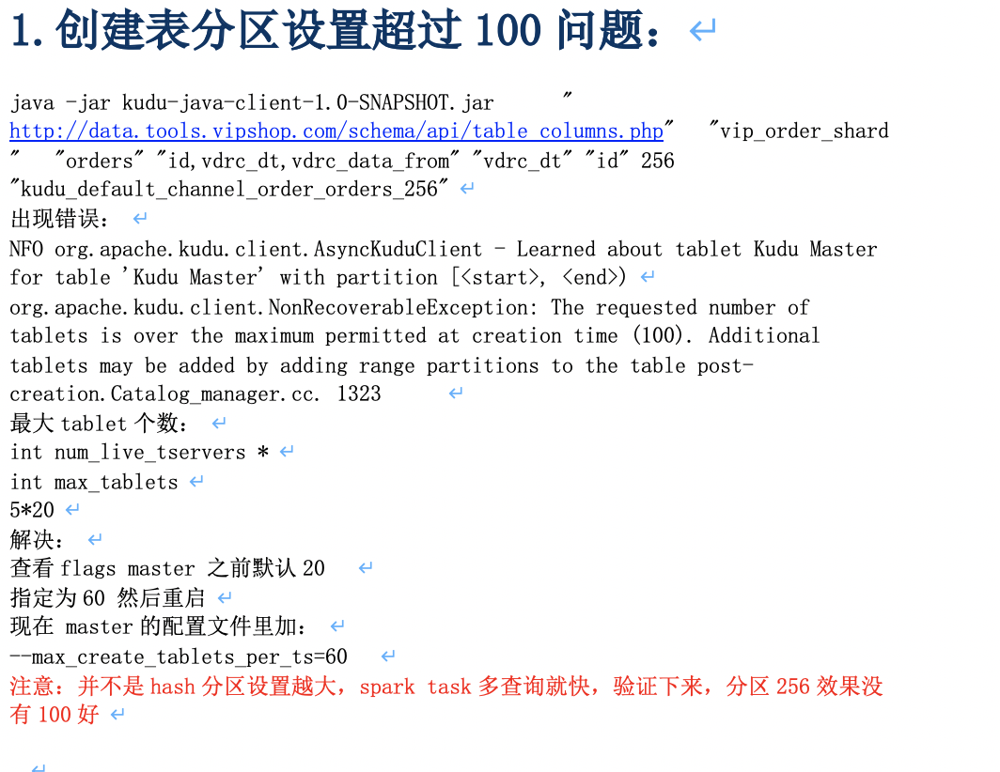 1.创建表分区设置超过 100 问题：
java -jar kudu-java-client-1.0-SNAPSHOT.jar "
http://data.tools.vipshop.com/schema/api/table_columns.php" "vip_order_shard
" "orders" "id,vdrc_dt,vdrc_data_from" "vdrc_dt" "id" 256
"kudu_default_channel_order_orders_256"
出现错误：
NFO org.apache.kudu.client.AsyncKuduClient - Learned about tablet Kudu Master
for table 'Kudu Master' with partition [<start>, <end>)
org.apache.kudu.client.NonRecoverableException: The requested number of
tablets is over the maximum permitted at creation time (100). Additional
tablets may be added by adding range partitions to the table post-
creation.Catalog_manager.cc. 1323
最大 tablet 个数：
int num_live_tservers *
int max_tablets
5*20
解决：
查看 flags master 之前默认 20
指定为 60 然后重启
现在 master 的配置文件里加：
--max_create_tablets_per_ts=60
注意：并不是 hash 分区设置越大，spark task 多查询就快，验证下来，分区 256 效果没
有 100 好